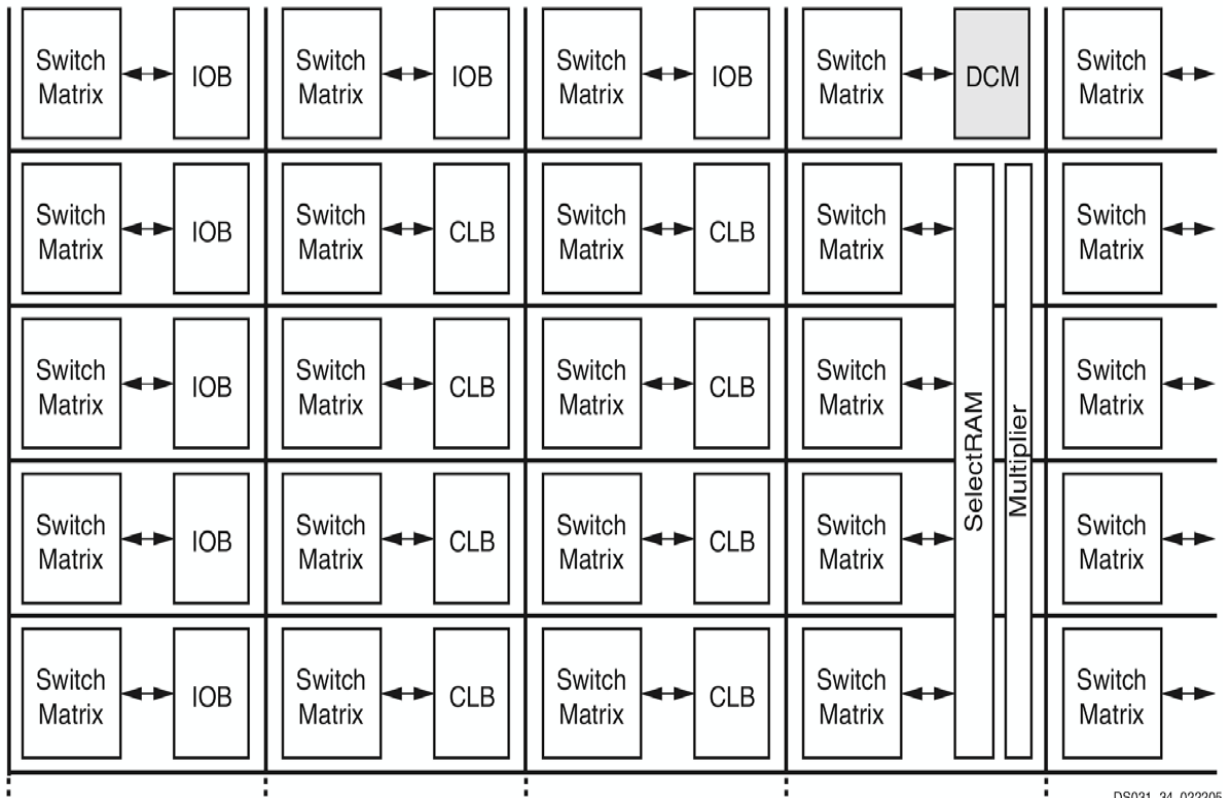 Switch
Matrix
IOB
Switch
Matrix
IOB
Switch
Matrix
IOB
Switch
Matrix
DCM
Switch
Matrix
Switch
Matrix
IOB
Switch
Matrix
CLB
Switch
Matrix
CLB
Switch
Matrix
Switch
Matrix
Switch
Matrix
IOB
Switch
Matrix
CLB
Switch
Matrix
CLB
Switch
Matrix
Switch
Matrix
SelectRAM
Multiplier
Switch
Matrix
IOB
Switch
Matrix
CLB
Switch
Matrix
CLB
Switch
Matrix
Switch
Matrix
Switch
Matrix
IOB
Switch
Matrix
CLB
Switch
Matrix
CLB
Switch
Matrix
Switch
Matrix
DS031_34_022205